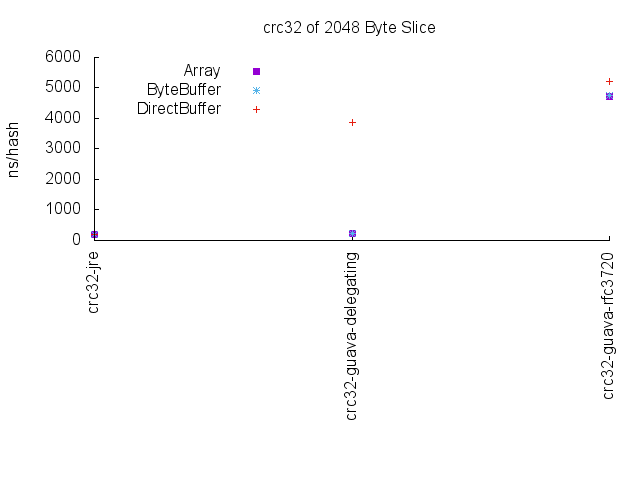 crc32 of 2048 Byte Slice
ns/hash
6000
5000
4000
3000
2000
1000
0
Array
ByteBuffer
DirectBuffer
crc32-jre
crc32-guava-delegating
crc32-guava-rfc3720